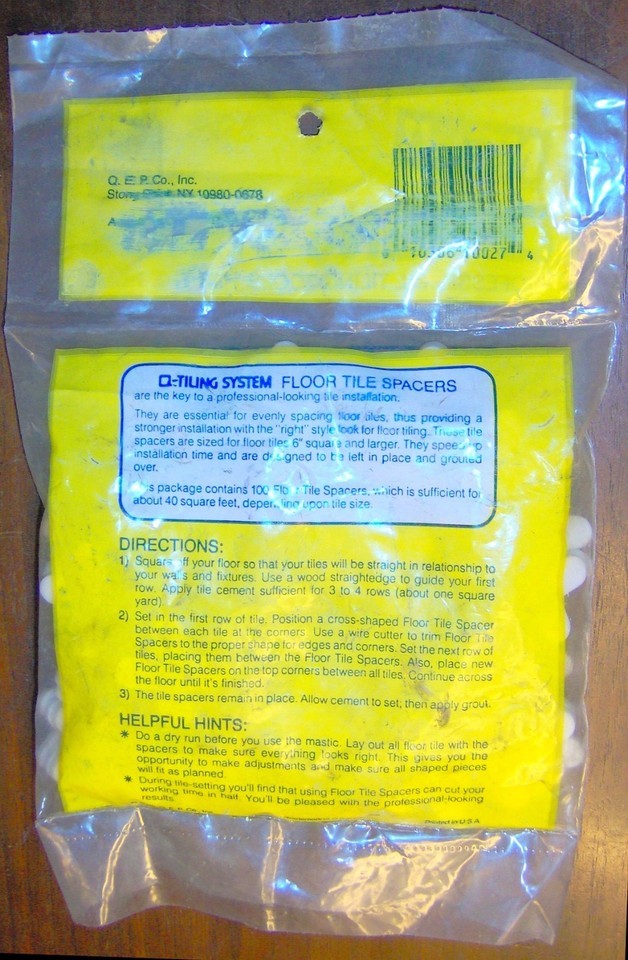 Q. E. P. Co., Inc.
Stony NY 10980-0678
10027 4
Q-TILING SYSTEM FLOOR TILE SPACERS
are the key to a professional-looking tile installation.
They are essential for evenly spacing floor tiles, thus providing a
stronger installation with the "right" style look for floor tiling. These tile
spacers are sized for floor tiles 6" square and larger. They speed up
installation time and are designed to be left in place and grouted
over.
This package contains 100 Floor Tile Spacers, which is sufficient for
about 40 square feet, depending upon tile size.
DIRECTIONS:
1) Square off your floor so that your tiles will be straight in relationship to
your walls and fixtures. Use a wood straightedge to guide your first
row. Apply tile cement sufficient for 3 to 4 rows (about one square
yard).
2) Set in the first row of tile. Position a cross-shaped Floor Tile Spacer
between each tile at the corners. Use a wire cutter to trim Floor Tile
Spacers to the proper shape for edges and corners. Set the next row of
tiles, placing them between the Floor Tile Spacers. Also, place new
Floor Tile Spacers on the top corners between all tiles. Continue across
the floor until it's finished.
3) The tile spacers remain in place. Allow cement to set, then apply grout.
HELPFUL HINTS:
* Do a dry run before you use the mastic. Lay out all floor tile with the
spacers to make sure everything looks right. This gives you the
opportunity to make adjustments and make sure all shaped pieces
will fit as planned.
* During tile-setting you'll find that using Floor Tile Spacers can cut your
working time in half. You'll be pleased with the professional-looking
results.
USA